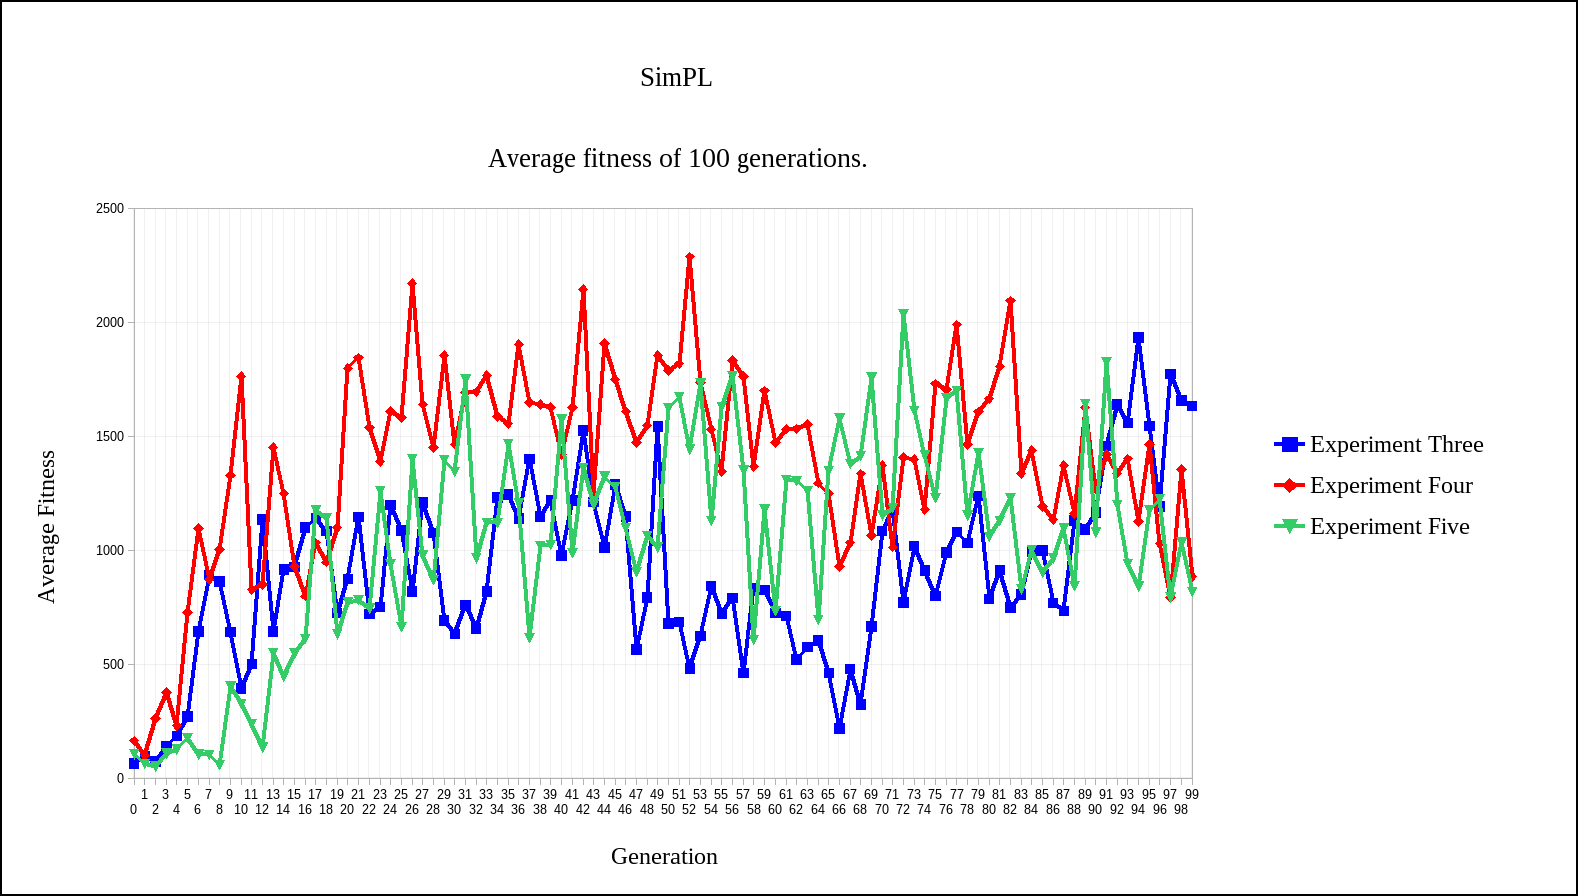 SimPL
Average fitness of 100 generations.
2500
2000
1500
1000
500
0
Average Fitness
1 3 5 7 9 11 13 15 17 19 21 23 25 27 29 31 33 35 37 39 41 43 45 47 49 51 53 55 57 59 61 63 65 67 69 71 73 75 77 79 81 83 85 87 89 91 93 95 97 99
0 2 4 6 8 10 12 14 16 18 20 22 24 26 28 30 32 34 36 38 40 42 44 46 48 50 52 54 56 58 60 62 64 66 68 70 72 74 76 78 80 82 84 86 88 90 92 94 96 98
Generation
Experiment Three
Experiment Four
Experiment Five